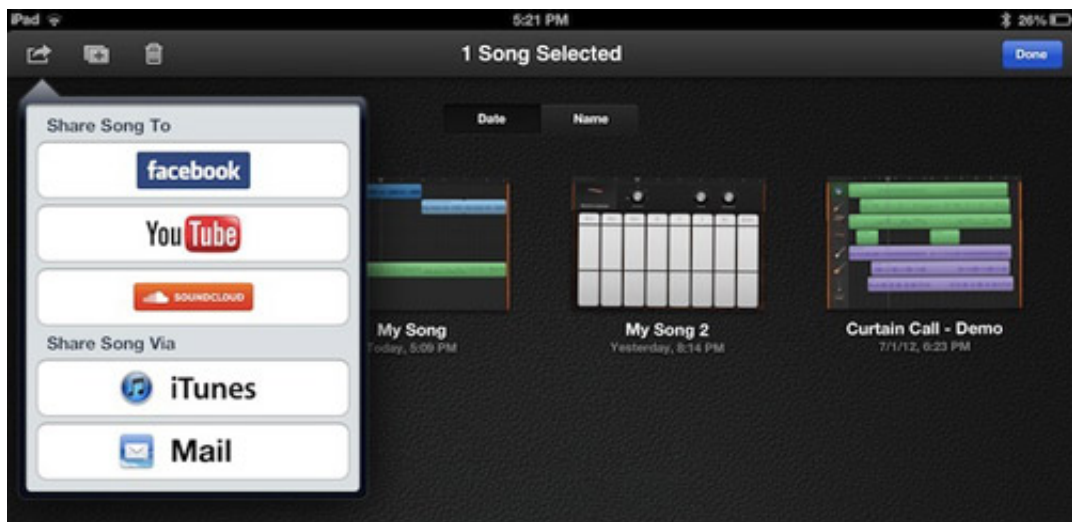 iPad 5:21 PM 26%
1 Song Selected Done
Share Song To
Date Name
facebook
YouTube
SOUNDCLOUD
My Song My Song 2 Curtain Call - Demo
Today, 5:09 PM Yesterday, 8:14 PM 7/1/12, 6:23 PM
Share Song Via
iTunes
Mail